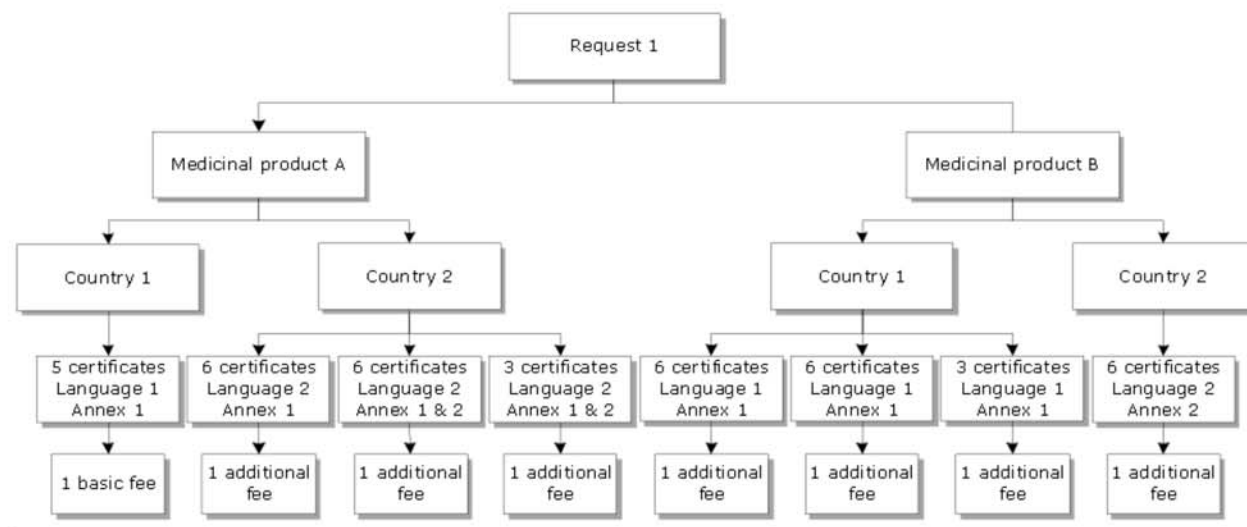 Request 1
Medicinal product A
Medicinal product B
Country 1
Country 2
Country 1
Country 2
5 certificates
Language 1
Annex 1
6 certificates
Language 2
Annex 1
6 certificates
Language 2
Annex 1 & 2
3 certificates
Language 2
Annex 1 & 2
6 certificates
Language 1
Annex 1
6 certificates
Language 1
Annex 1
3 certificates
Language 1
Annex 1
6 certificates
Language 2
Annex 2
1 basic fee
1 additional
fee
1 additional
fee
1 additional
fee
1 additional
fee
1 additional
fee
1 additional
fee
1 additional
fee